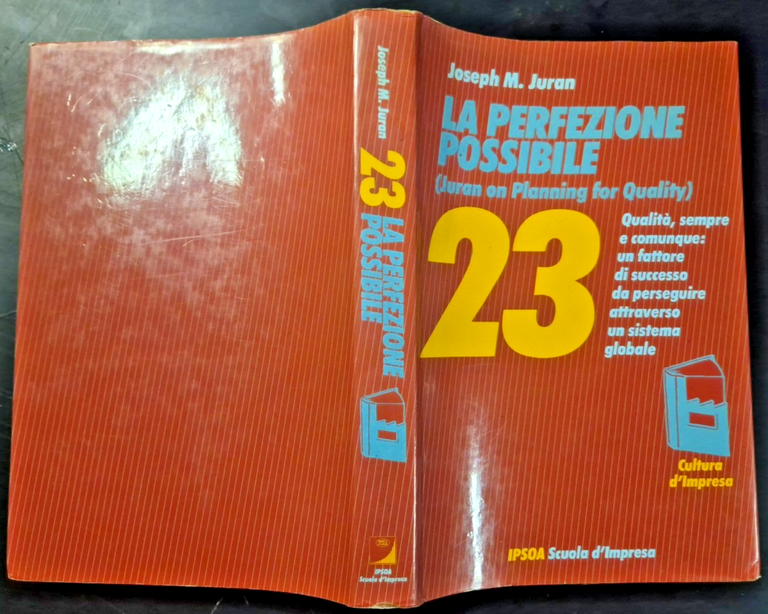 Joseph M. Juran
23
LA PERFEZIONE
POSSIBILE
IPSOA
Scuola d'Impresa
Joseph M. Juran
LA PERFEZIONE
POSSIBILE
(Juran on Planning for Quality)
23
Qualità, sempre
e comunque:
un fattore
di successo
da perseguire
attraverso
un sistema
globale
Cultura
d'Impresa
IPSOA Scuola d'Impresa